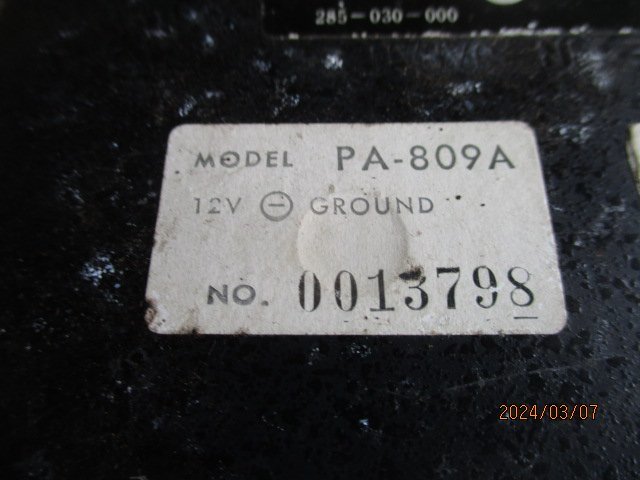 285-030-000
MODEL PA-809A
12V ⊖ GROUND
NO. 0013798
2024/03/07